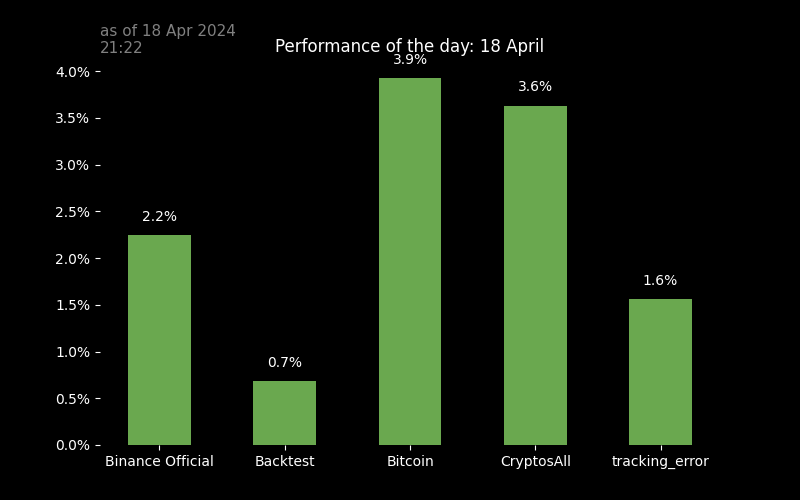 as of 18 Apr 2024
21:22
Performance of the day: 18 April
4.0%
3.5%
3.0%
2.5%
2.0%
1.5%
1.0%
0.5%
0.0%
2.2%
0.7%
3.9%
3.6%
1.6%
Binance Official
Backtest
Bitcoin
CryptosAll
tracking_error